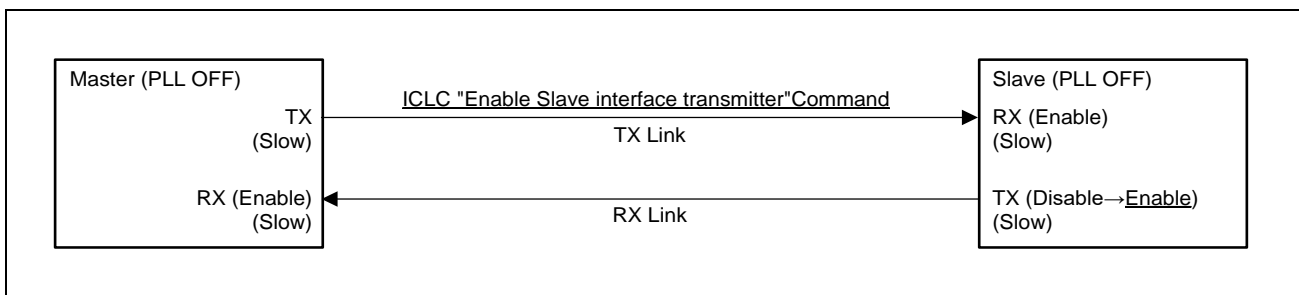 Master (PLL OFF)
TX
(Slow)
RX (Enable)
(Slow)
ICLC "Enable Slave interface transmitter"Command
TX Link
RX Link
Slave (PLL OFF)
RX (Enable)
(Slow)
TX (Disable→Enable)
(Slow)